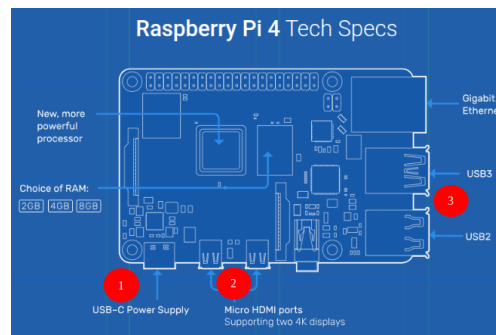 Raspberry Pi 4 Tech Specs
New, more
powerful
processor
Gigabit
Etherne
Choice of RAM:
2GB 4GB 8GB
USB3
3
USB2
1
2
USB-C Power Supply
Micro HDMI ports
Supporting two 4K displays